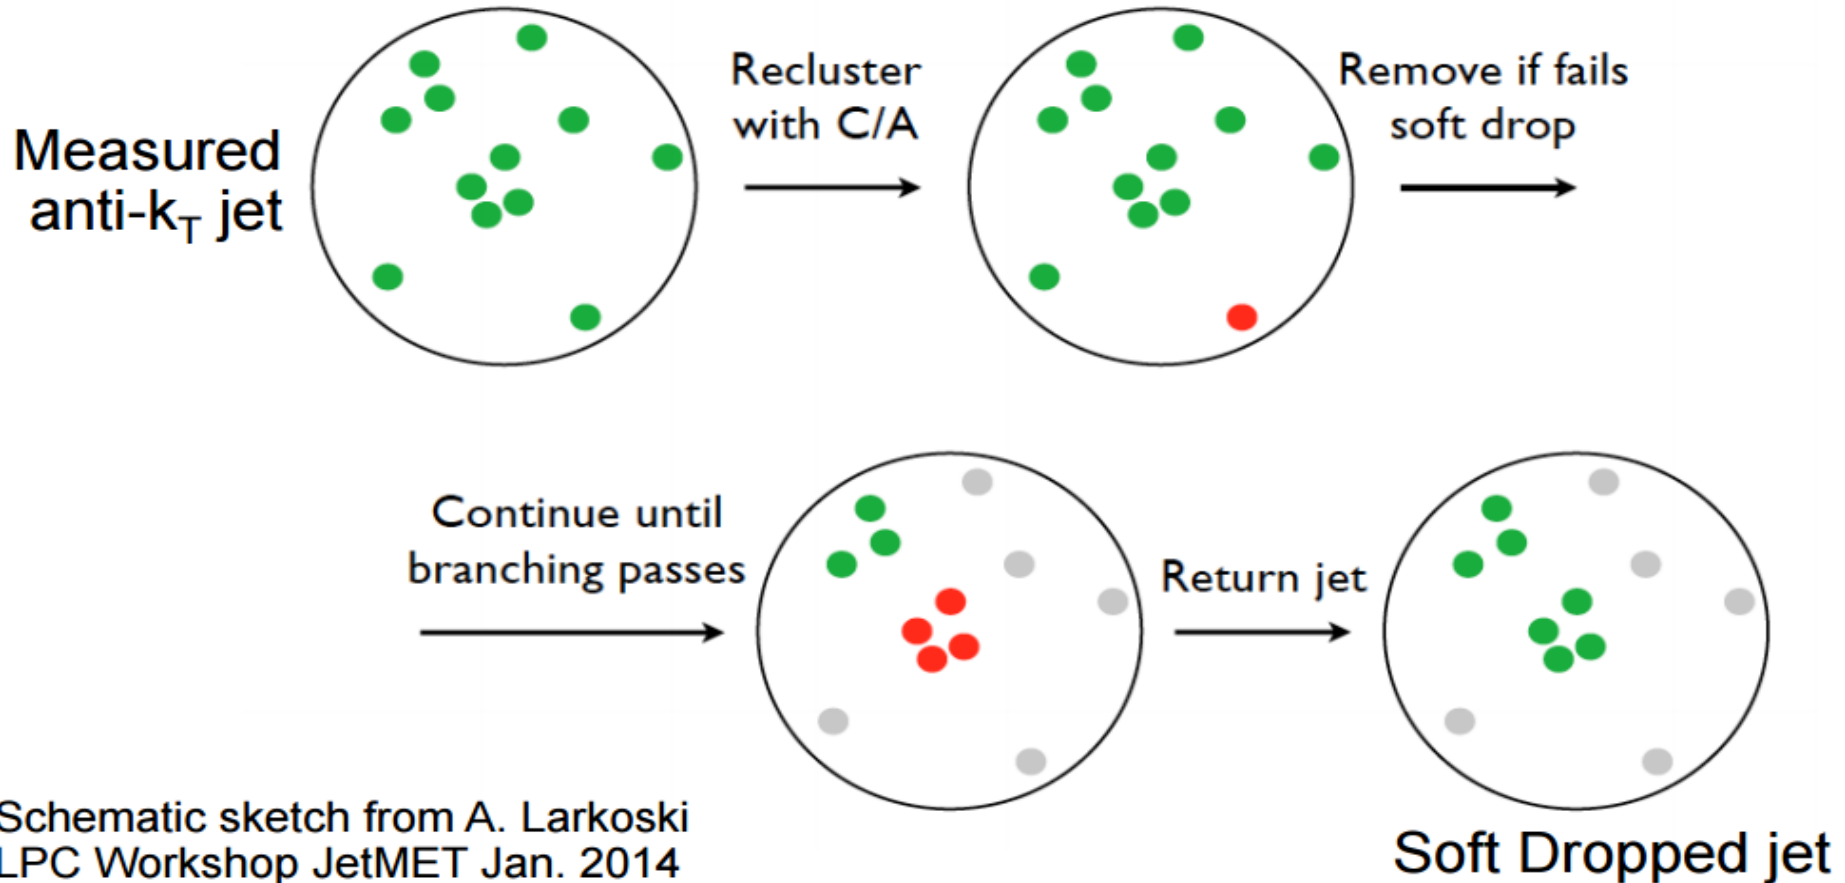 Measured
anti-k_T jet
Recluster
with C/A
Remove if fails
soft drop
Continue until
branching passes
Return jet
Schematic sketch from A. Larkoski
LPC Workshop JetMET Jan. 2014
Soft Dropped jet